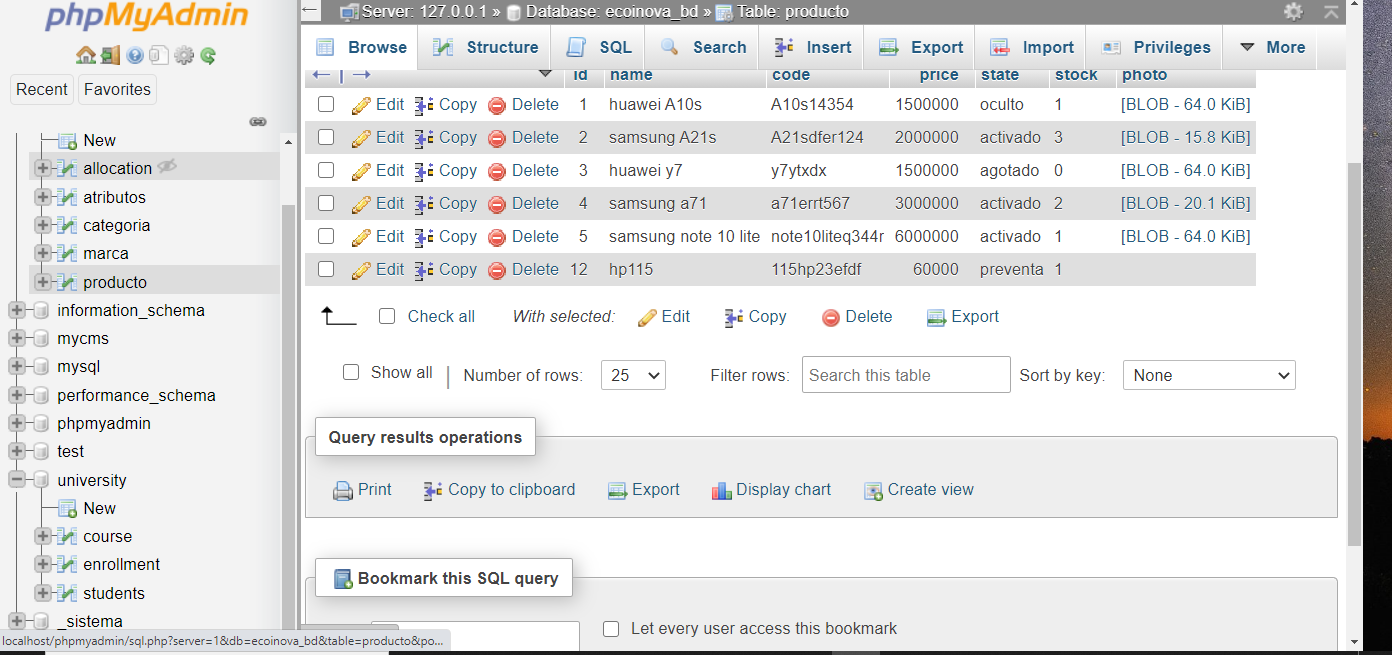 phpMyAdmin
Recent Favorites
New
allocation
atributos
categoria
marca
producto
information_schema
mycms
mysql
performance_schema
phpmyadmin
test
university
New
course
enrollment
students
_sistema
localhost/phpmyadmin/sql.php?server=1&db=ecoinova_bd&table=producto&po...
Server: 127.0.0.1 » Database: ecoinova_bd » Table: producto
Browse Structure SQL Search Insert Export Import Privileges More
id name code price state stock photo
Edit Copy Delete 1 huawei A10s A10s14354 1500000 oculto 1 [BLOB - 64.0 KiB]
Edit Copy Delete 2 samsung A21s A21sdfer124 2000000 activado 3 [BLOB - 15.8 KiB]
Edit Copy Delete 3 huawei y7 y7ytxdx 1500000 agotado 0 [BLOB - 64.0 KiB]
Edit Copy Delete 4 samsung a71 a71errt567 3000000 activado 2 [BLOB - 20.1 KiB]
Edit Copy Delete 5 samsung note 10 lite note10liteq344r 6000000 activado 1 [BLOB - 64.0 KiB]
Edit Copy Delete 12 hp115 115hp23efdf 60000 preventa 1
Check all With selected: Edit Copy Delete Export
Show all | Number of rows: 25 Filter rows: Search this table Sort by key: None
Query results operations
Print Copy to clipboard Export Display chart Create view
Bookmark this SQL query
Let every user access this bookmark